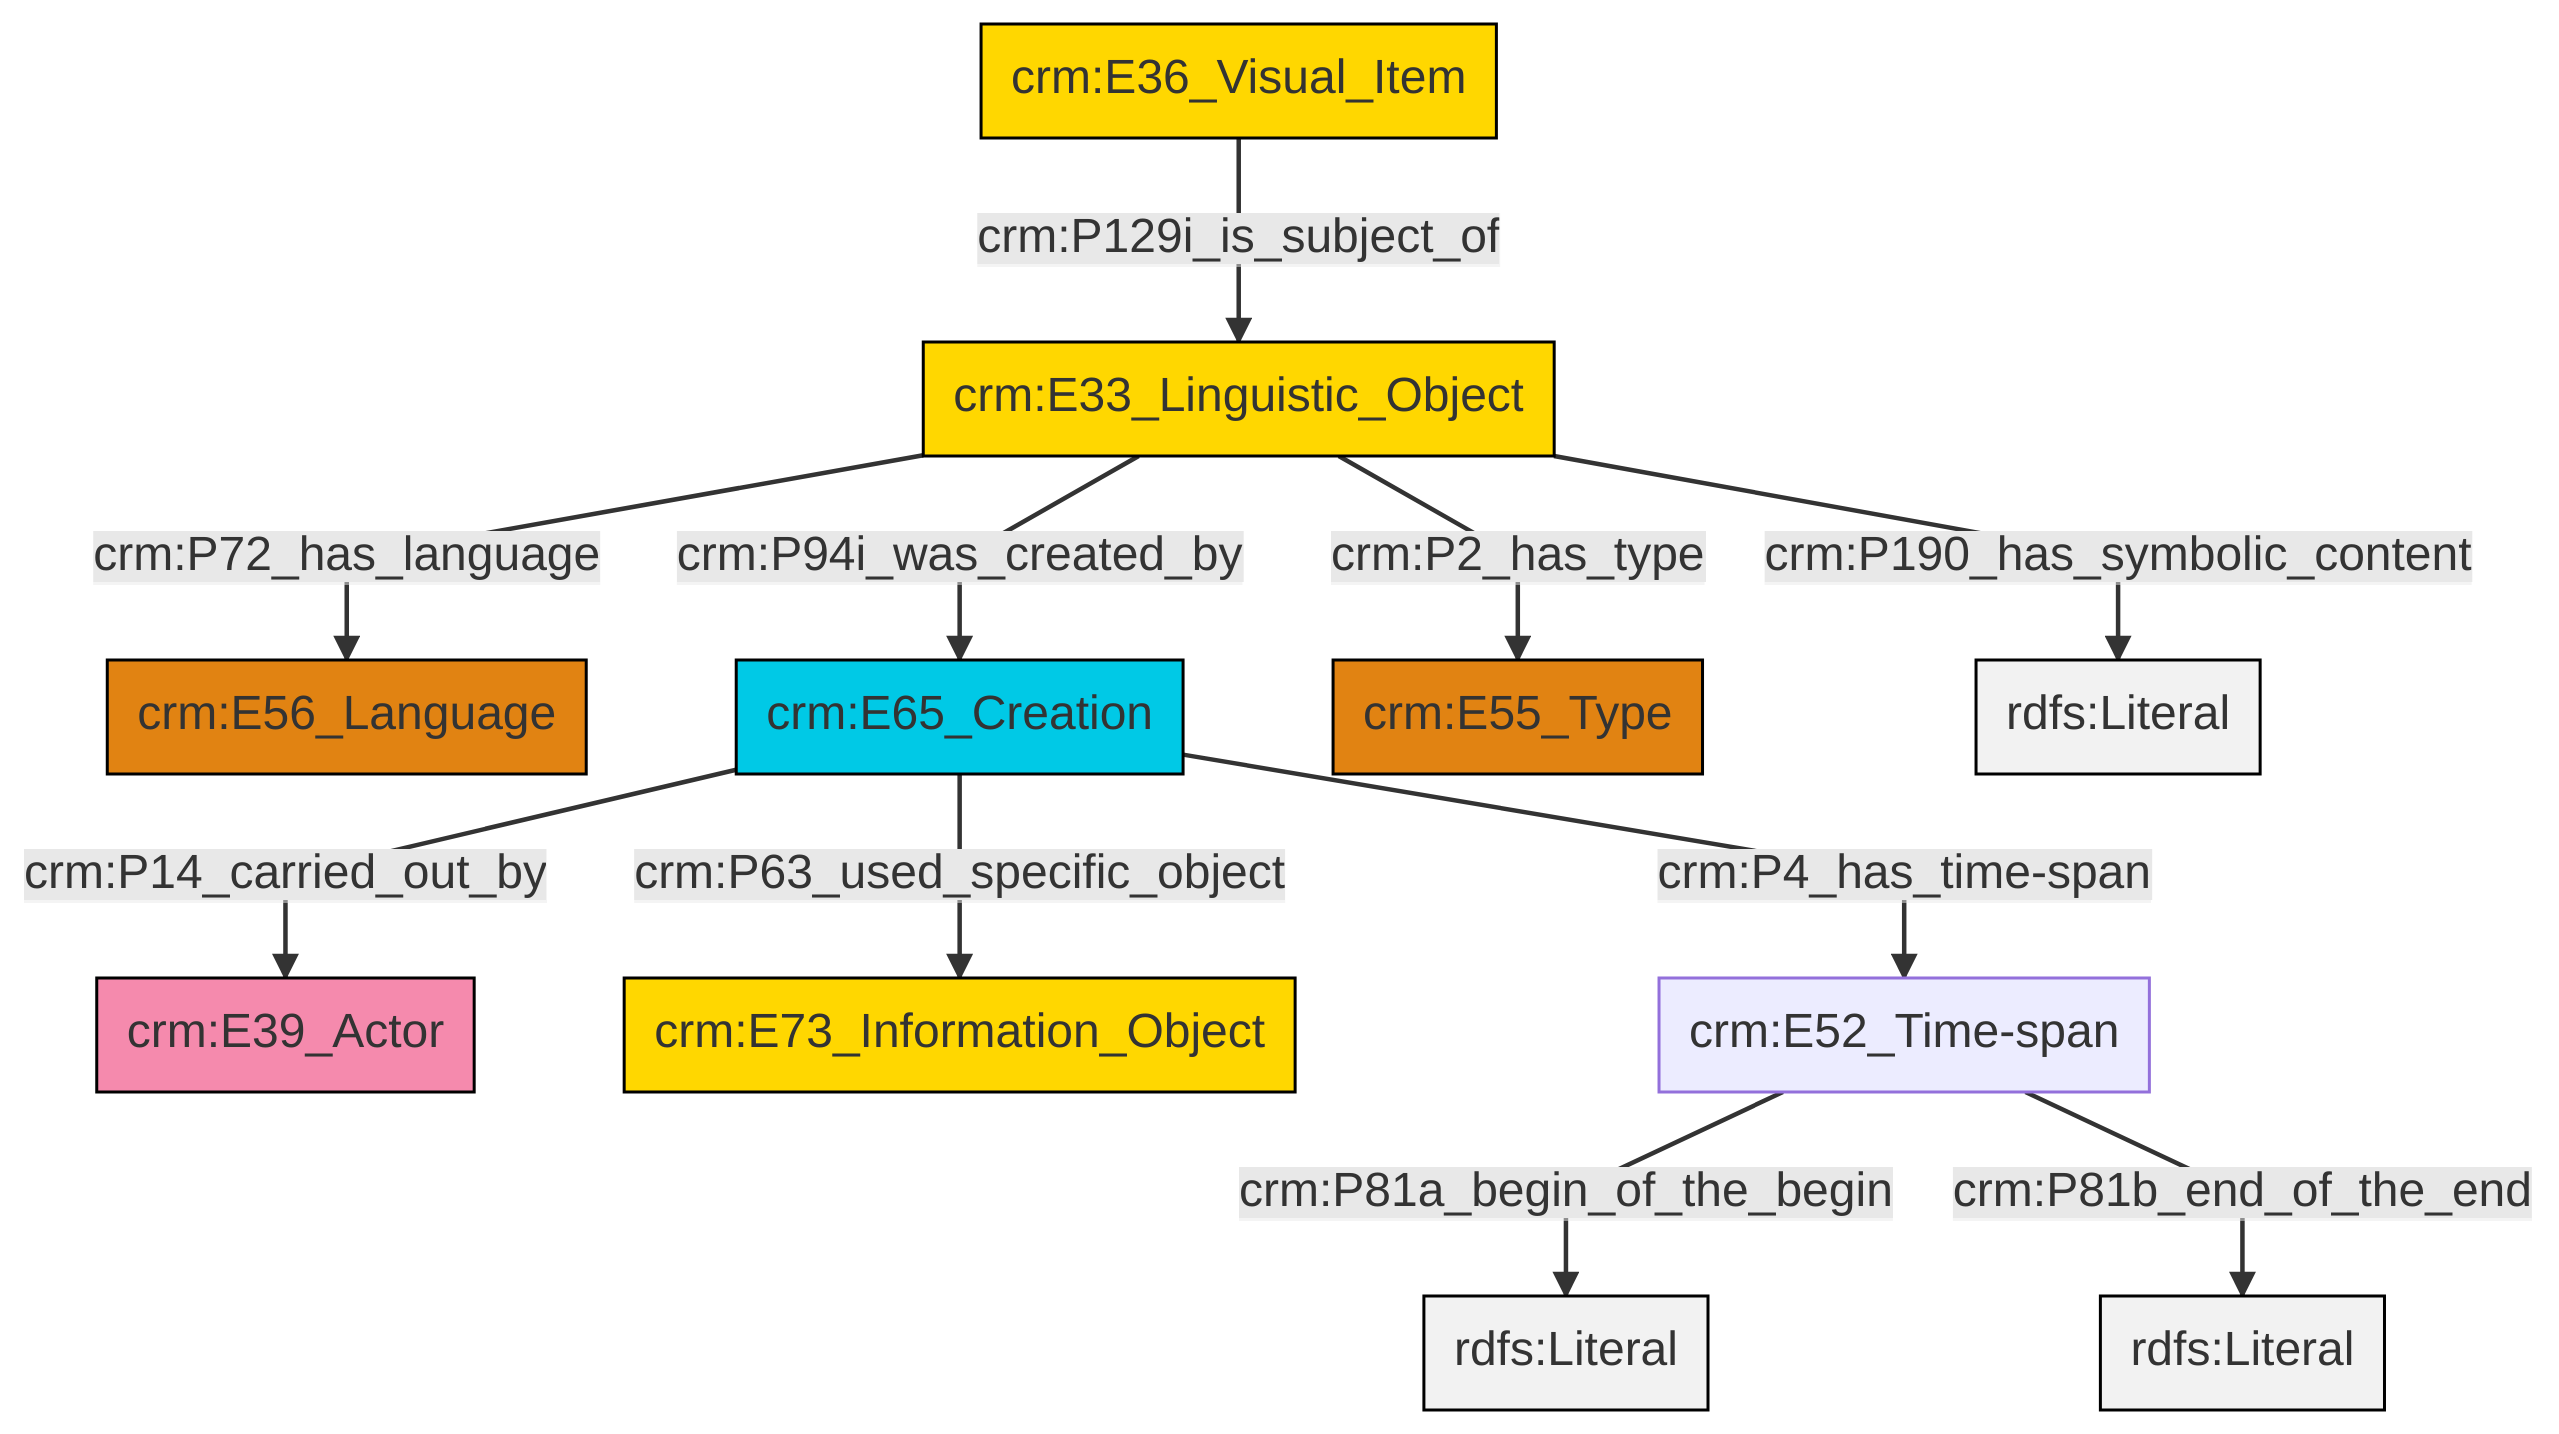 crm:E36_Visual_Item
crm:P129i_is_subject_of
crm:E33_Linguistic_Object
crm:P72_has_language
crm:P94i_was_created_by
crm:P2_has_type
crm:P190_has_symbolic_content
crm:E56_Language
crm:E65_Creation
crm:E55_Type
rdfs:Literal
crm:P14_carried_out_by
crm:P63_used_specific_object
crm:P4_has_time-span
crm:E39_Actor
crm:E73_Information_Object
crm:E52_Time-span
crm:P81a_begin_of_the_begin
crm:P81b_end_of_the_end
rdfs:Literal
rdfs:Literal